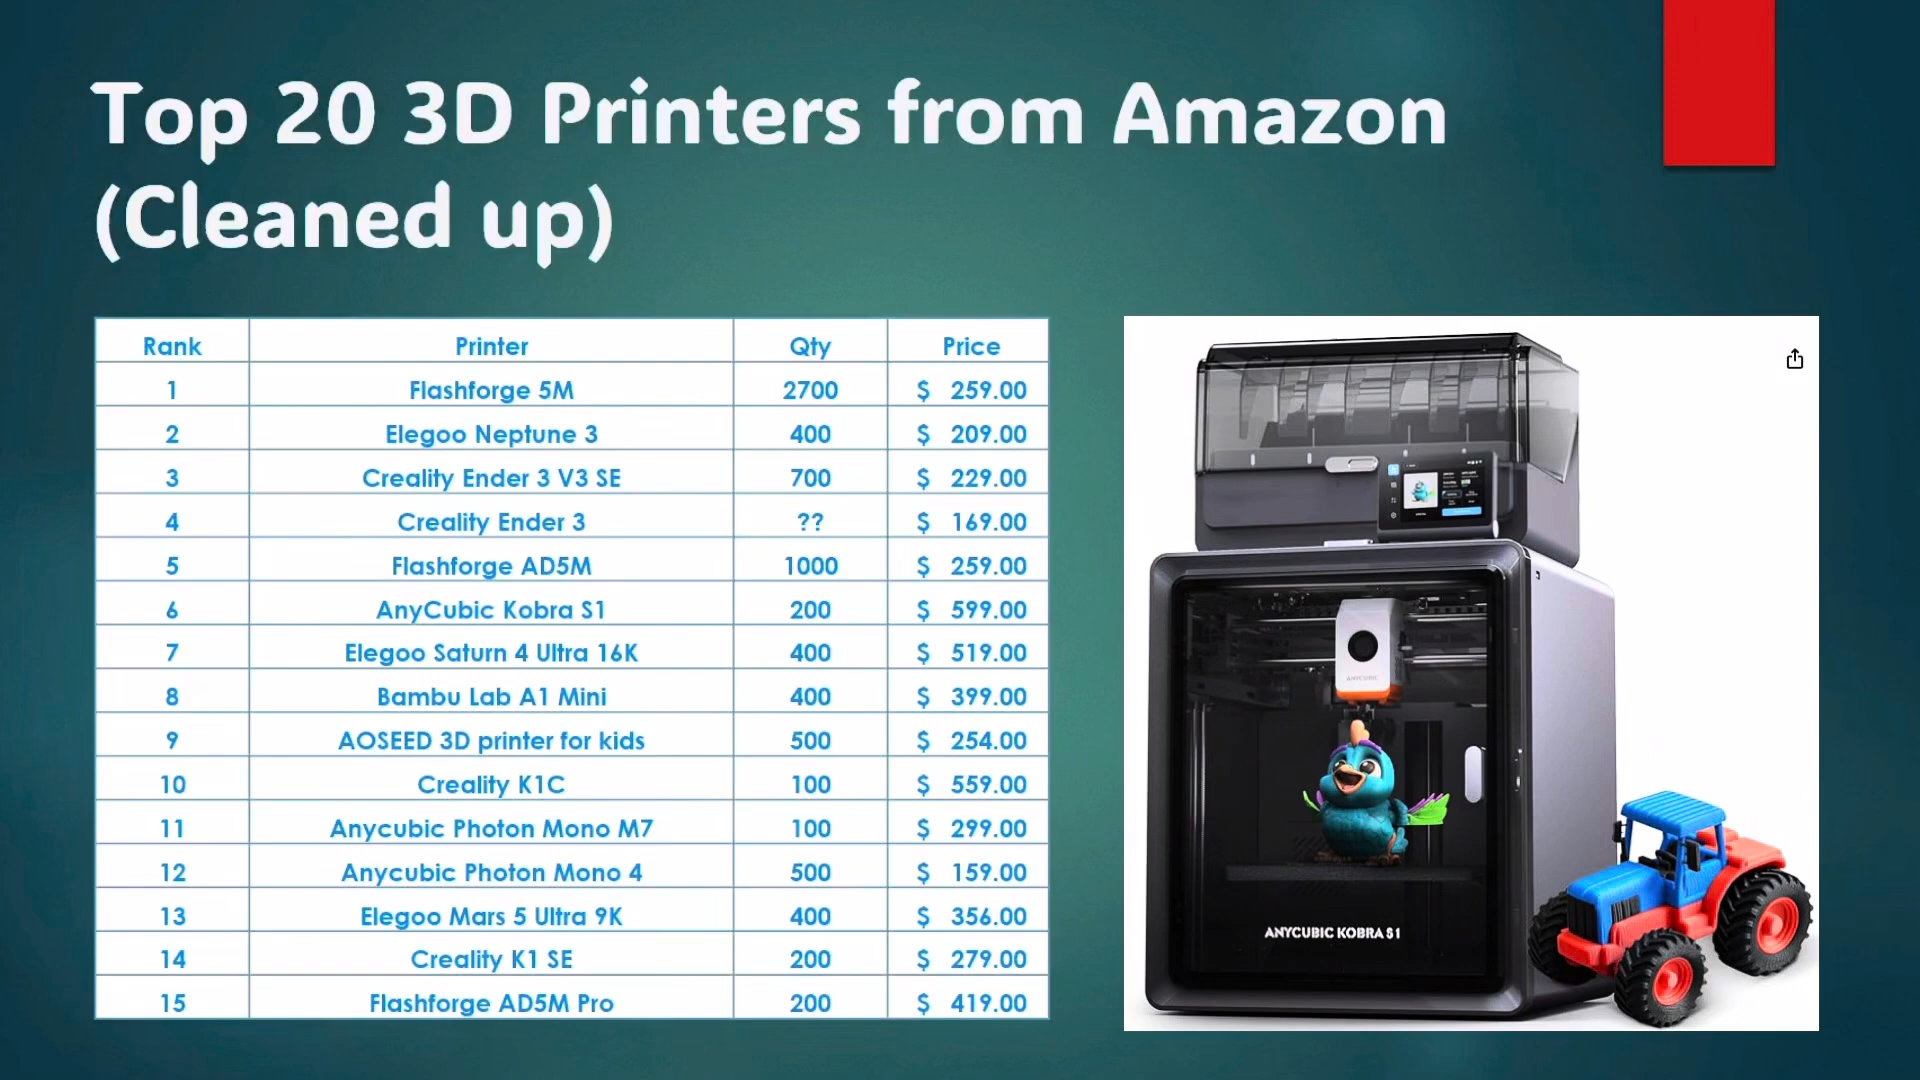 Top 20 3D Printers from Amazon
(Cleaned up)
Rank Printer Qty Price
1 Flashforge 5M 2700 $ 259.00
2 Elegoo Neptune 3 400 $ 209.00
3 Creality Ender 3 V3 SE 700 $ 229.00
4 Creality Ender 3 ?? $ 169.00
5 Flashforge AD5M 1000 $ 259.00
6 AnyCubic Kobra S1 200 $ 599.00
7 Elegoo Saturn 4 Ultra 16K 400 $ 519.00
8 Bambu Lab A1 Mini 400 $ 399.00
9 AOSEED 3D printer for kids 500 $ 254.00
10 Creality K1C 100 $ 559.00
11 Anycubic Photon Mono M7 100 $ 299.00
12 Anycubic Photon Mono 4 500 $ 159.00
13 Elegoo Mars 5 Ultra 9K 400 $ 356.00
14 Creality K1 SE 200 $ 279.00
15 Flashforge AD5M Pro 200 $ 419.00
ANYCUBIC
ANYCUBIC KOBRA S1